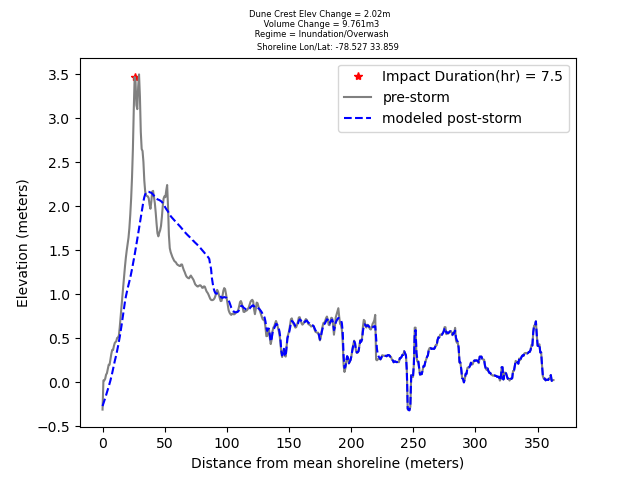 Dune Crest Elev Change = 2.02m
Volume Change = 9.761m3
Regime = Inundation/Overwash
Shoreline Lon/Lat: -78.527 33.859
Impact Duration(hr) = 7.5
pre-storm
modeled post-storm
Elevation (meters)
3.5
3.0
2.5
2.0
1.5
1.0
0.5
0.0
−0.5
0 50 100 150 200 250 300 350
Distance from mean shoreline (meters)